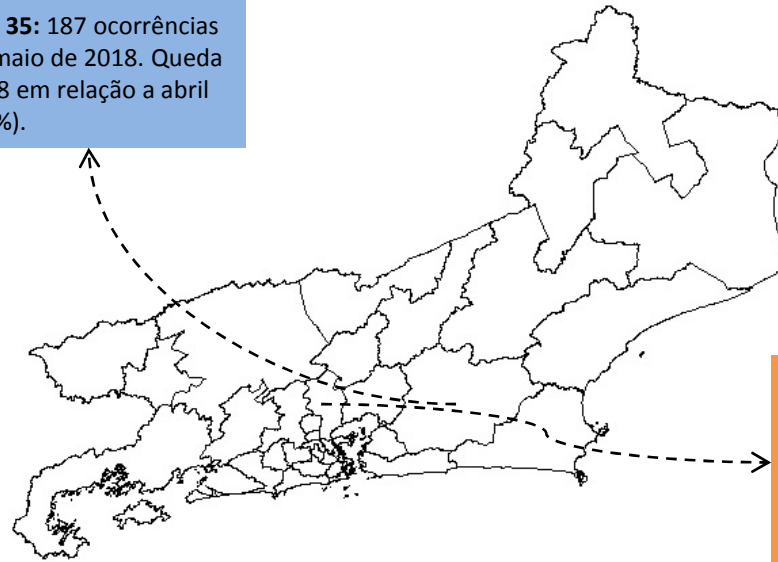 35: 187 ocorrências
maio de 2018. Queda
8 em relação a abril
%).